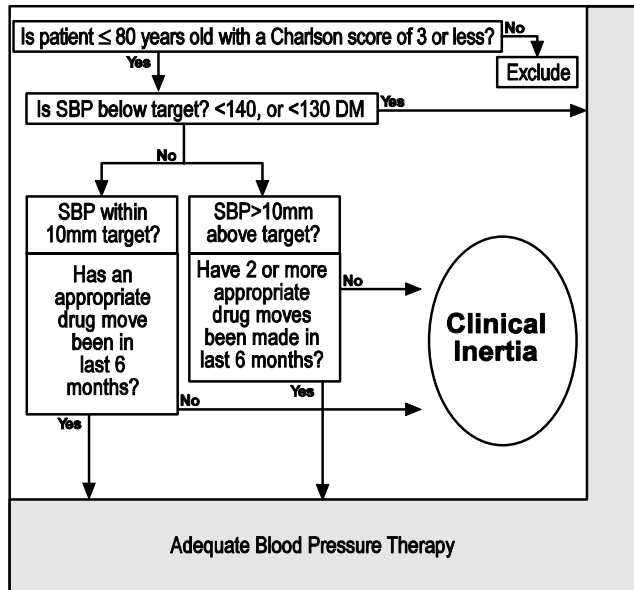 Is patient ≤ 80 years old with a Charlson score of 3 or less?
No
Yes
Exclude
Is SBP below target? <140, or <130 DM
Yes
No
SBP within
10mm target?
SBP>10mm
above target?
Has an
appropriate
drug move
been in
last 6
months?
Have 2 or more
appropriate
drug moves
been made in
last 6 months?
No
Clinical
Inertia
No
Yes
Yes
Adequate Blood Pressure Therapy